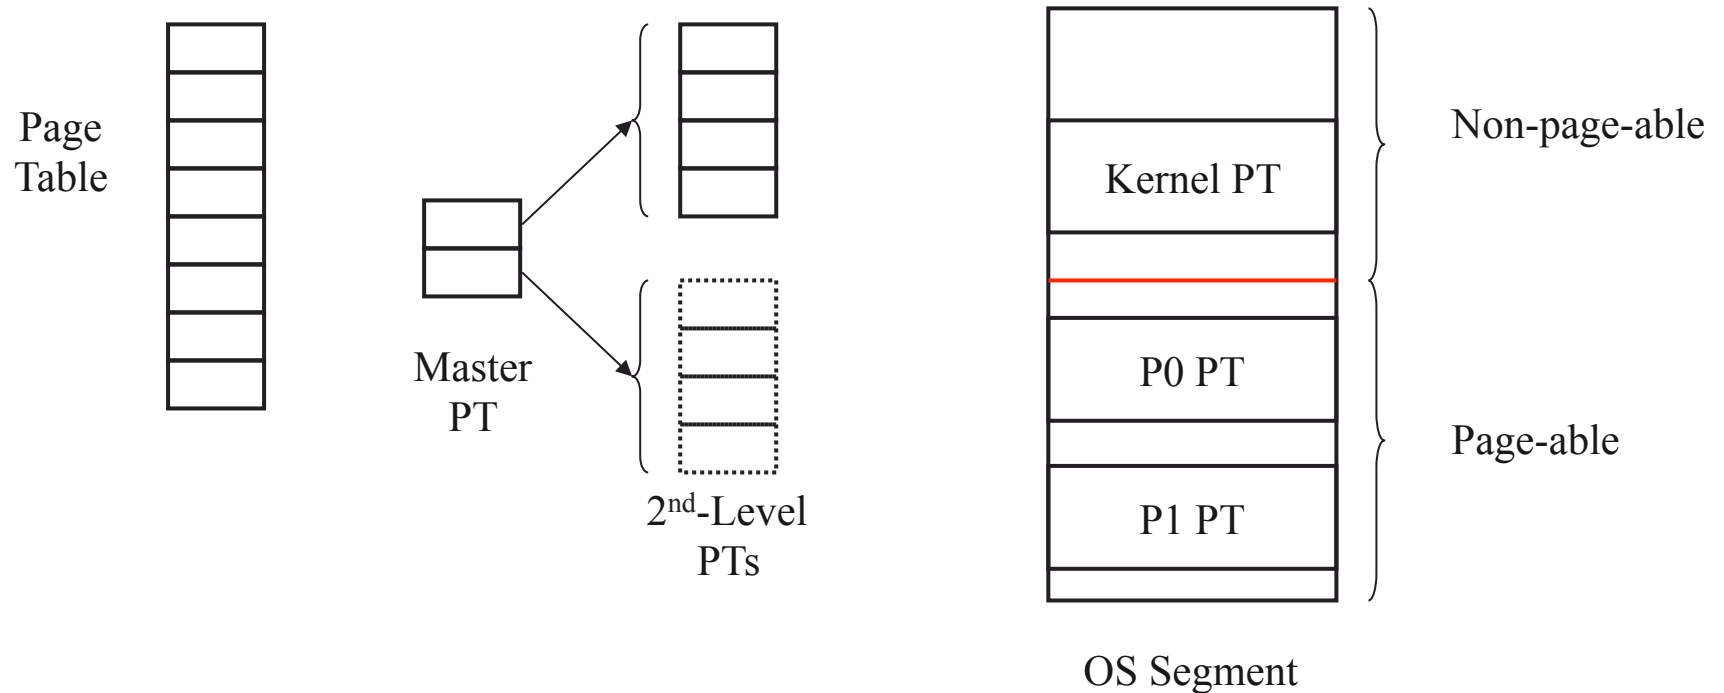 Page
Table
Master
PT
2nd-Level
PTs
Kernel PT
P0 PT
P1 PT
OS Segment
Non-page-able
Page-able